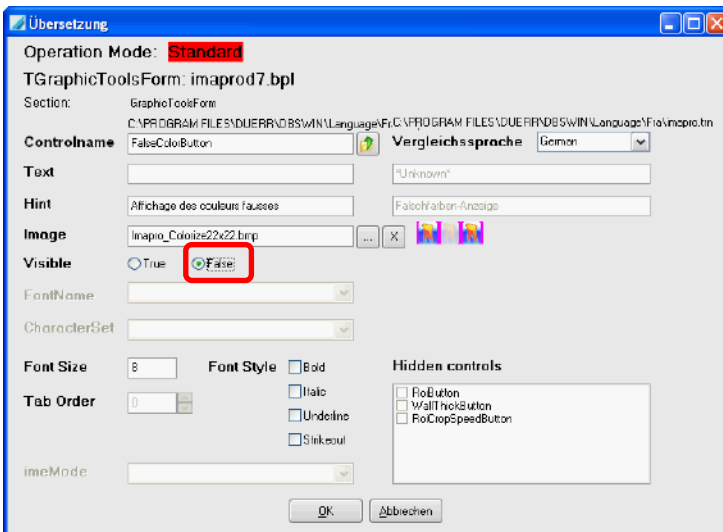 Übersetzung
Operation Mode: Standard
TGraphicToolsForm: imaprod7.bpl
Section: GraphicToolsForm
C:\PROGRAM FILES\DUERR\DBSWIN\Language\Fr C:\PROGRAM FILES\DUERR\DBSWIN\Language\Fra\imapro.trn
Controlname FalseColorButton Vergleichssprache German
Text *Unknown*
Hint Affichage des couleurs fausses Falschfarben-Anzeige
Image Imapro_Colorize22x22.bmp ... X
Visible True False
FontName
CharacterSet
Font Size 8 Font Style Bold Hidden controls
Italic RoiButton
Tab Order 0 WallThickButton
Underline RoiCropSpeedButton
Strikeout
imeMode
OK Abbrechen